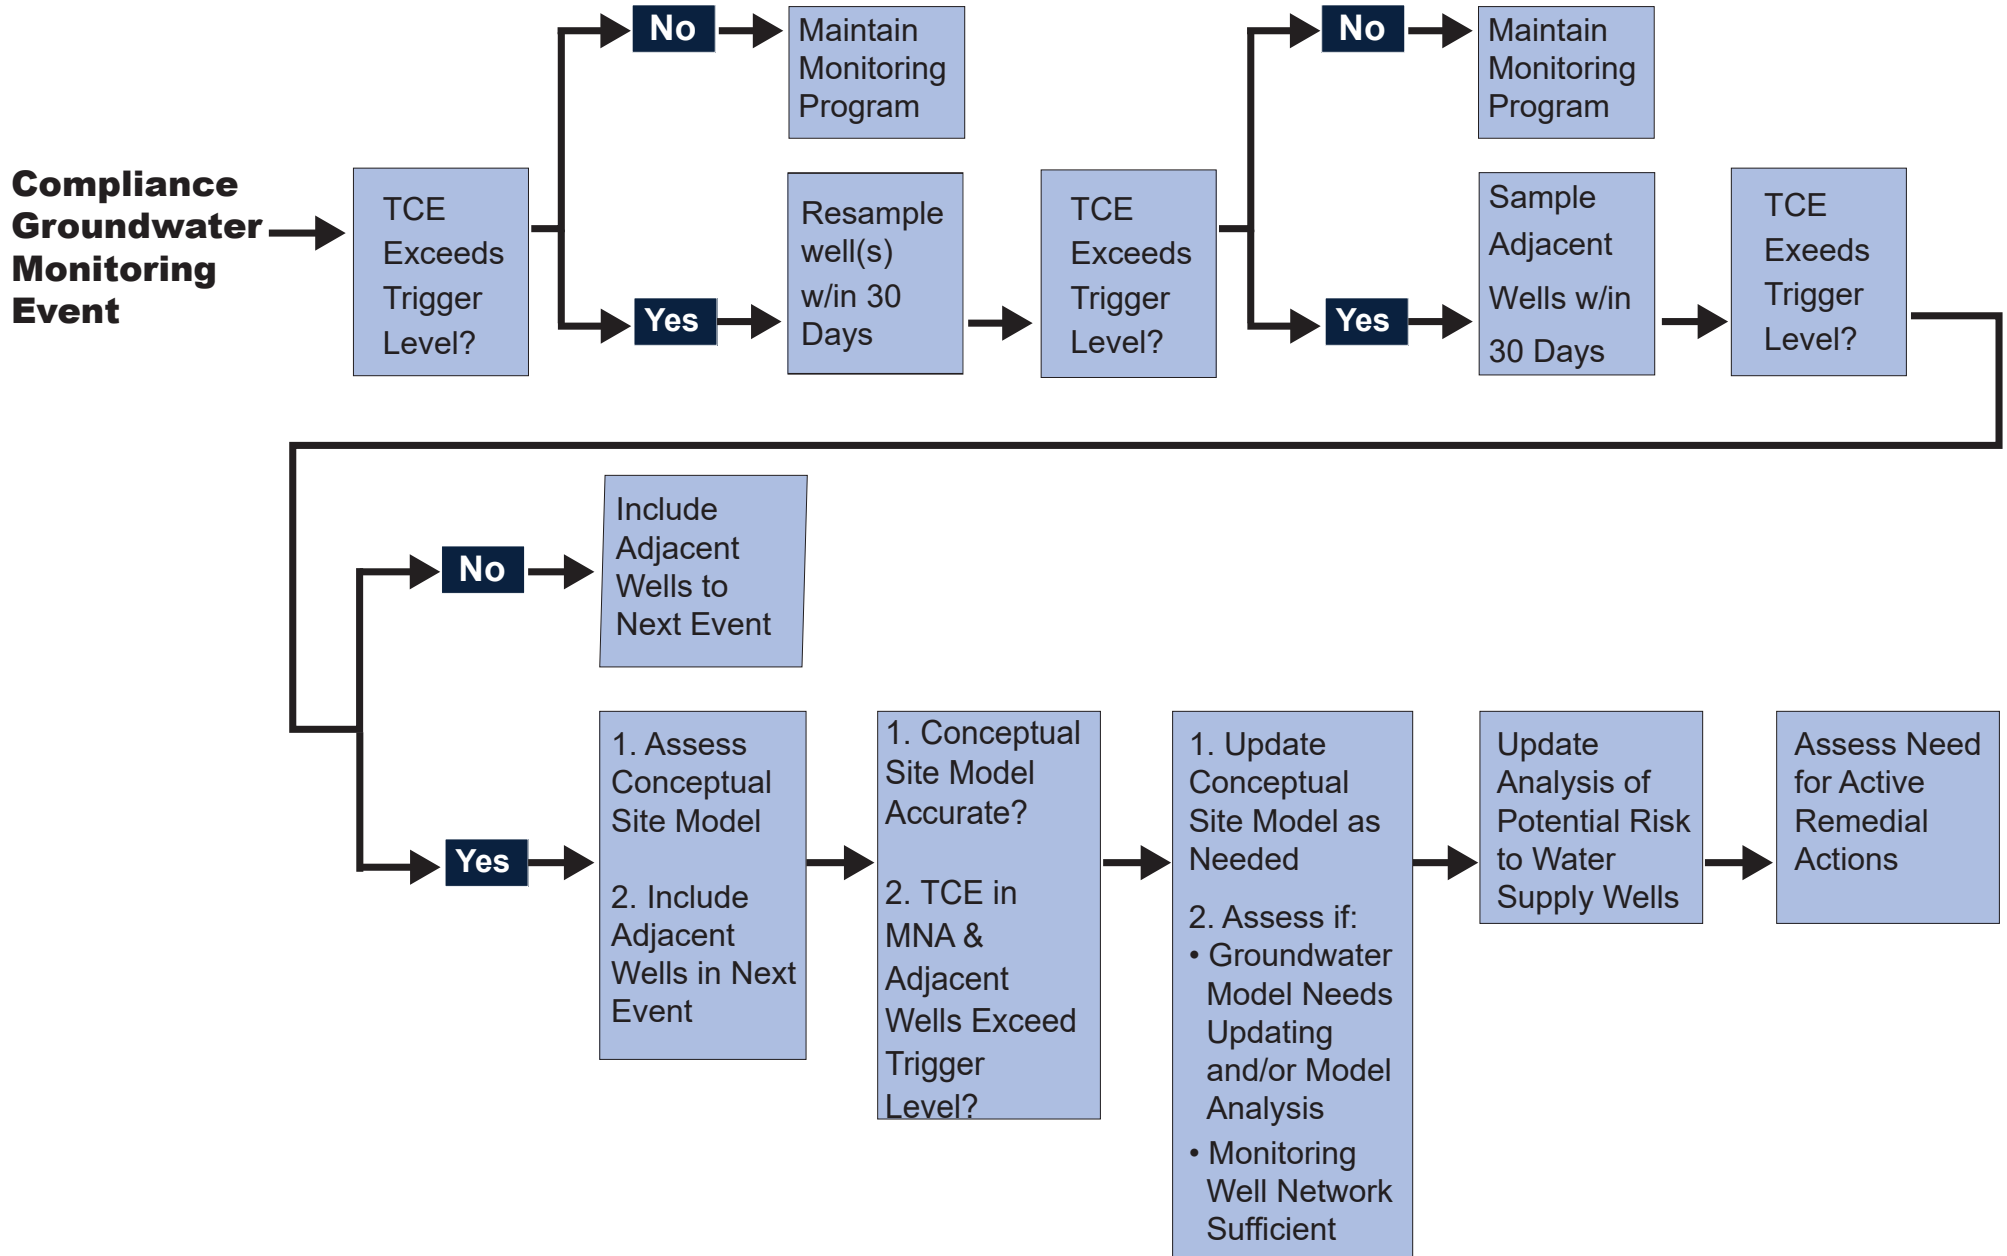 Compliance
Groundwater
Monitoring
Event
TCE
Exceeds
Trigger
Level?
No
Maintain
Monitoring
Program
Yes
Resample
well(s)
w/in 30
Days
TCE
Exceeds
Trigger
Level?
No
Maintain
Monitoring
Program
Yes
Sample
Adjacent
Wells w/in
30 Days
TCE
Exeeds
Trigger
Level?
No
Include
Adjacent
Wells to
Next Event
Yes
1. Assess
Conceptual
Site Model
2. Include
Adjacent
Wells in Next
Event
1. Conceptual
Site Model
Accurate?
2. TCE in
MNA &
Adjacent
Wells Exceed
Trigger
Level?
1. Update
Conceptual
Site Model as
Needed
2. Assess if:
• Groundwater
Model Needs
Updating
and/or Model
Analysis
• Monitoring
Well Network
Sufficient
Update
Analysis of
Potential Risk
to Water
Supply Wells
Assess Need
for Active
Remedial
Actions